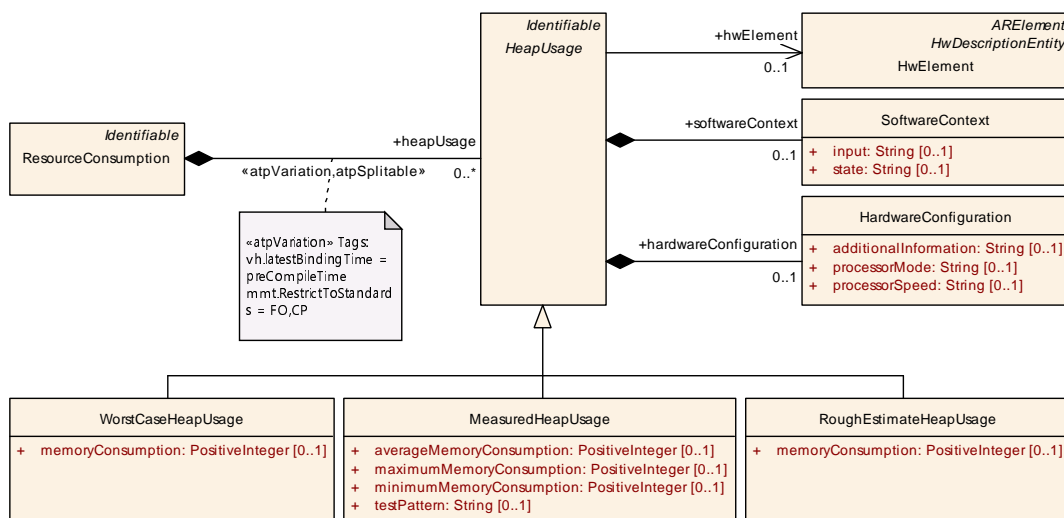 Identifiable
HeapUsage
+hwElement
0..1
ARElement
HwDescriptionEntity
HwElement
+softwareContext
0..1
SoftwareContext
+ input: String [0..1]
+ state: String [0..1]
Identifiable
ResourceConsumption
+heapUsage
«atpVariation,atpSplitable»
0..*
«atpVariation» Tags:
vh.latestBindingTime =
preCompileTime
mmt.RestrictToStandard
s = FO,CP
+hardwareConfiguration
0..1
HardwareConfiguration
+ additionalInformation: String [0..1]
+ processorMode: String [0..1]
+ processorSpeed: String [0..1]
WorstCaseHeapUsage
+ memoryConsumption: PositiveInteger [0..1]
MeasuredHeapUsage
+ averageMemoryConsumption: PositiveInteger [0..1]
+ maximumMemoryConsumption: PositiveInteger [0..1]
+ minimumMemoryConsumption: PositiveInteger [0..1]
+ testPattern: String [0..1]
RoughEstimateHeapUsage
+ memoryConsumption: PositiveInteger [0..1]